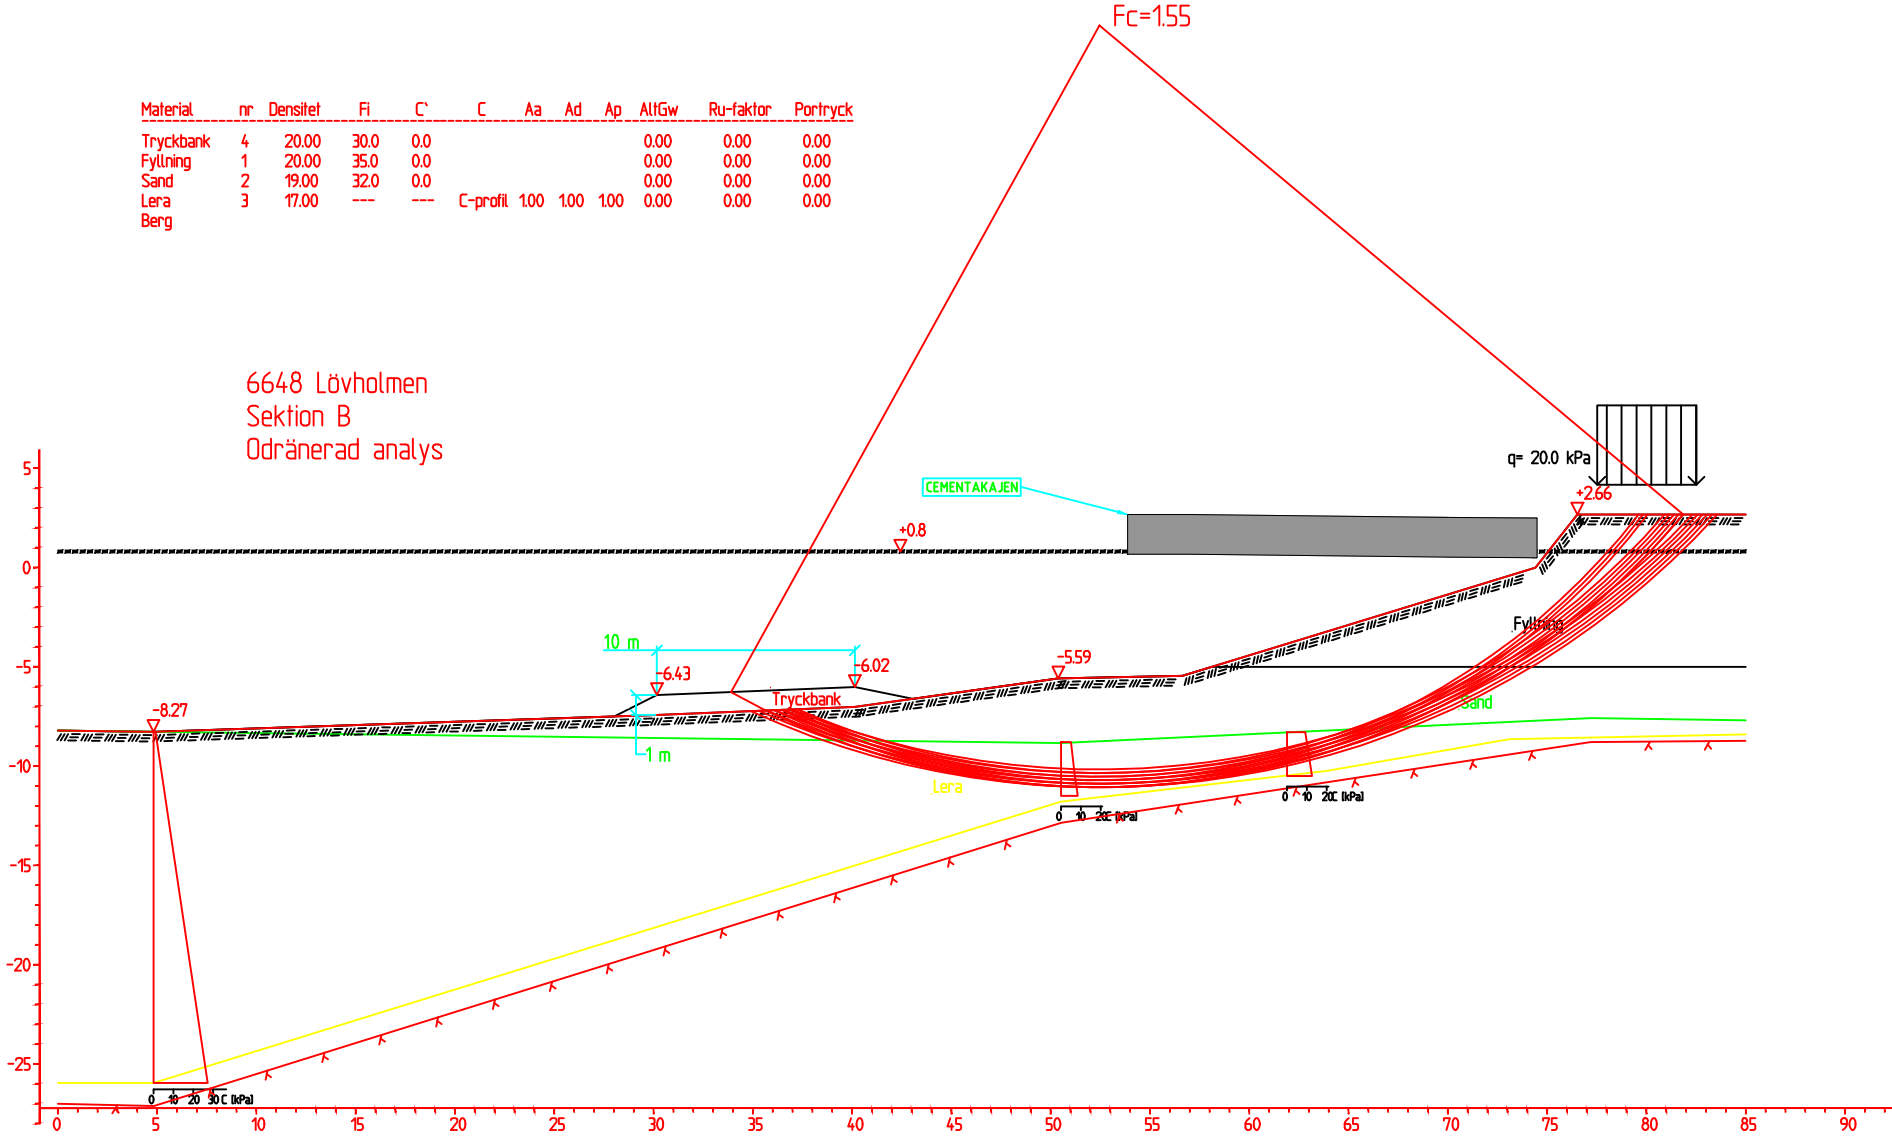 Fc=1.55
Material nr Densitet Fi C` C Aa Ad Ap AltGw Ru-faktor Portryck
Tryckbank 4 20.00 30.0 0.0 0.00 0.00 0.00
Fyllning 1 20.00 35.0 0.0 0.00 0.00 0.00
Sand 2 19.00 32.0 0.0 0.00 0.00 0.00
Lera 3 17.00 --- --- C-profil 1.00 1.00 1.00 0.00 0.00 0.00
Berg
6648 Lövholmen
Sektion B
Odränerad analys
q= 20.0 kPa
CEMENTAKAJEN
+2.66
+0.8
Fyllning
10 m
-6.43
-6.02
-5.59
Tryckbank
Sand
-8.27
1 m
Lera
0 10 20 C [kPa]
0 10 20 C [kPa]
0 10 20 30 C [kPa]
5
0
-5
-10
-15
-20
-25
0 5 10 15 20 25 30 35 40 45 50 55 60 65 70 75 80 85 90